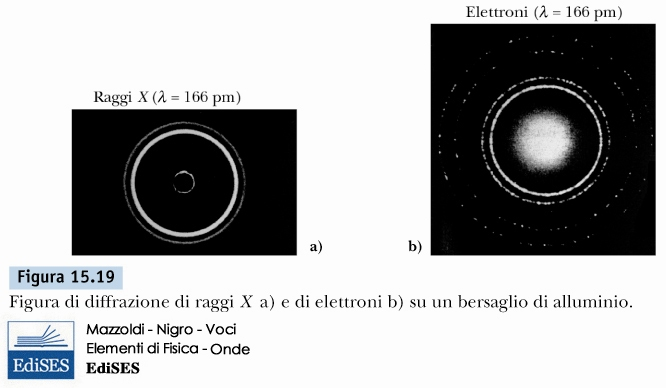 Elettroni (λ = 166 pm)
Raggi X (λ = 166 pm)
a)
b)
Figura 15.19
Figura di diffrazione di raggi X a) e di elettroni b) su un bersaglio di alluminio.
Mazzoldi - Nigro - Voci
Elementi di Fisica - Onde
EdiSES
EdiSES